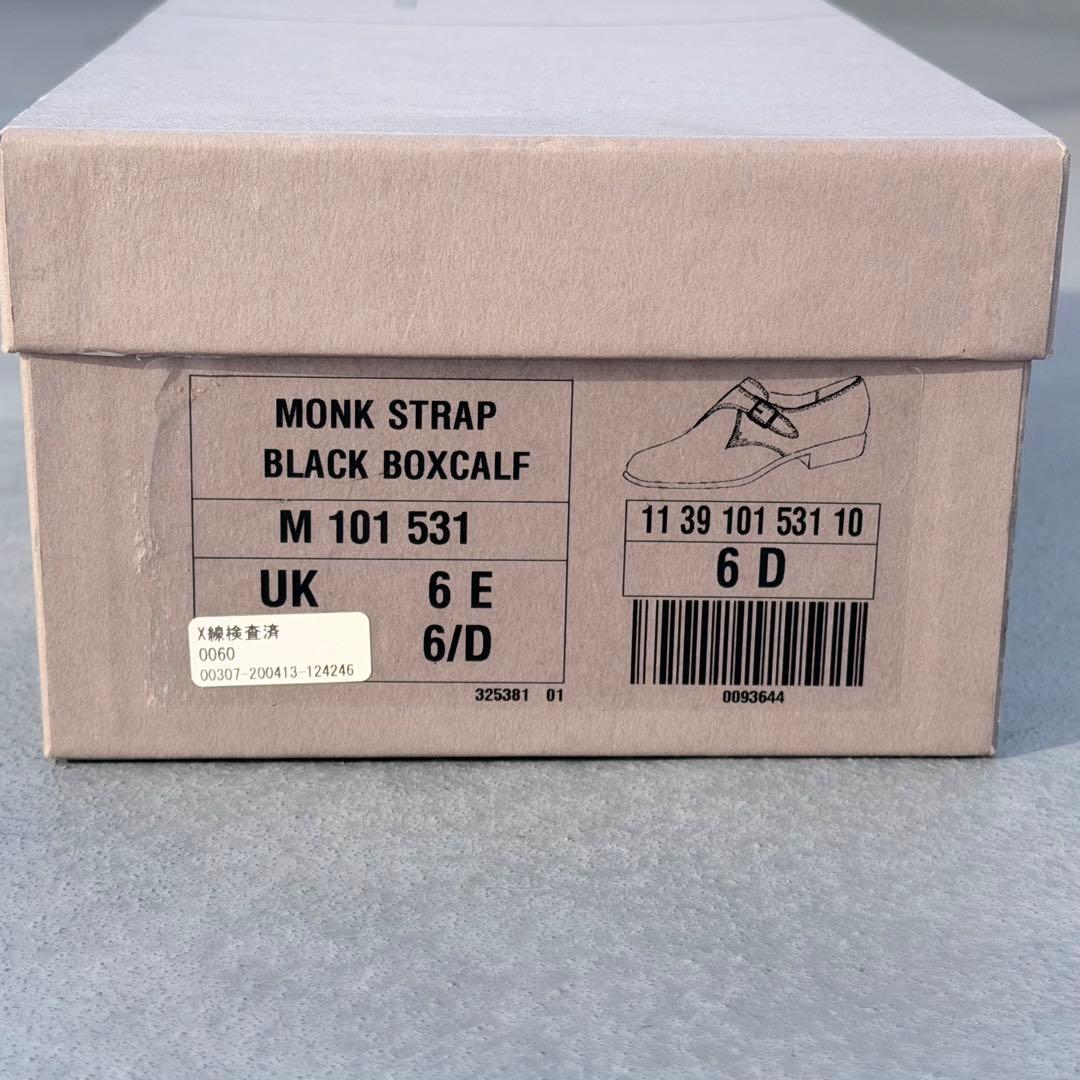 MONK STRAP
BLACK BOXCALF
M 101 531
UK 6 E
6/D
325381 01
X線検査済
0060
00307-200413-124246
11 39 101 531 10
6 D
0093644